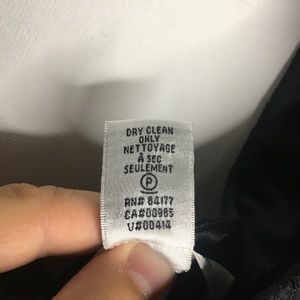 DRY CLEAN
ONLY
NETTOYAGE
À SEC
SEULEMENT
P
RN# 84177
CA#00965
V#00414